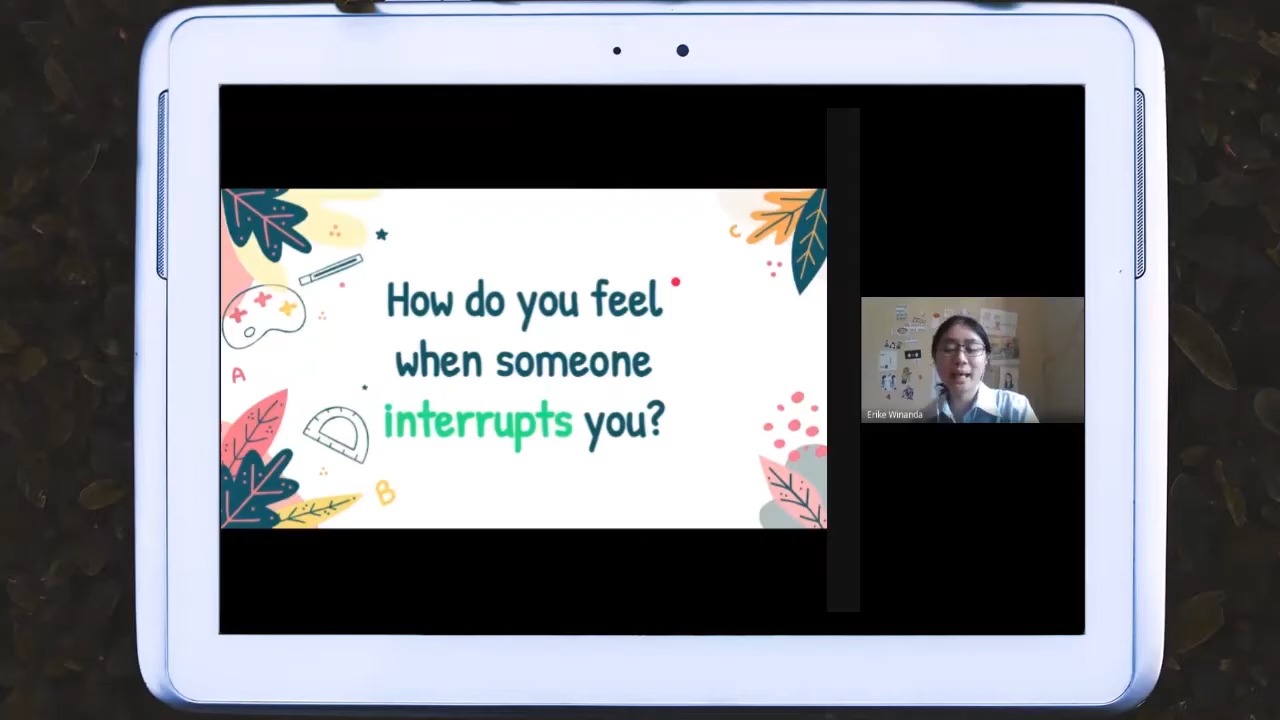 How do you feel
when someone
interrupts you?
A
B
Erike Winanda